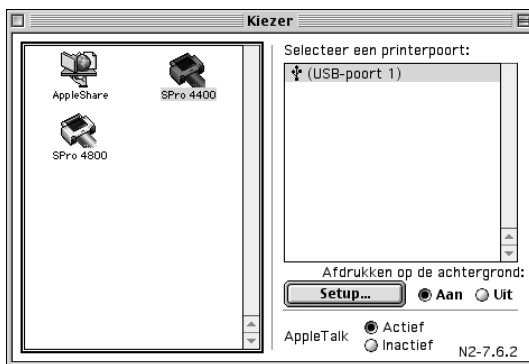 Kiezer
AppleShare
SPro 4400
SPro 4800
Selecteer een printerpoort:
(USB-poort 1)
Afdrukken op de achtergrond:
Setup... Aan Uit
AppleTalk Actief
Inactief
N2-7.6.2